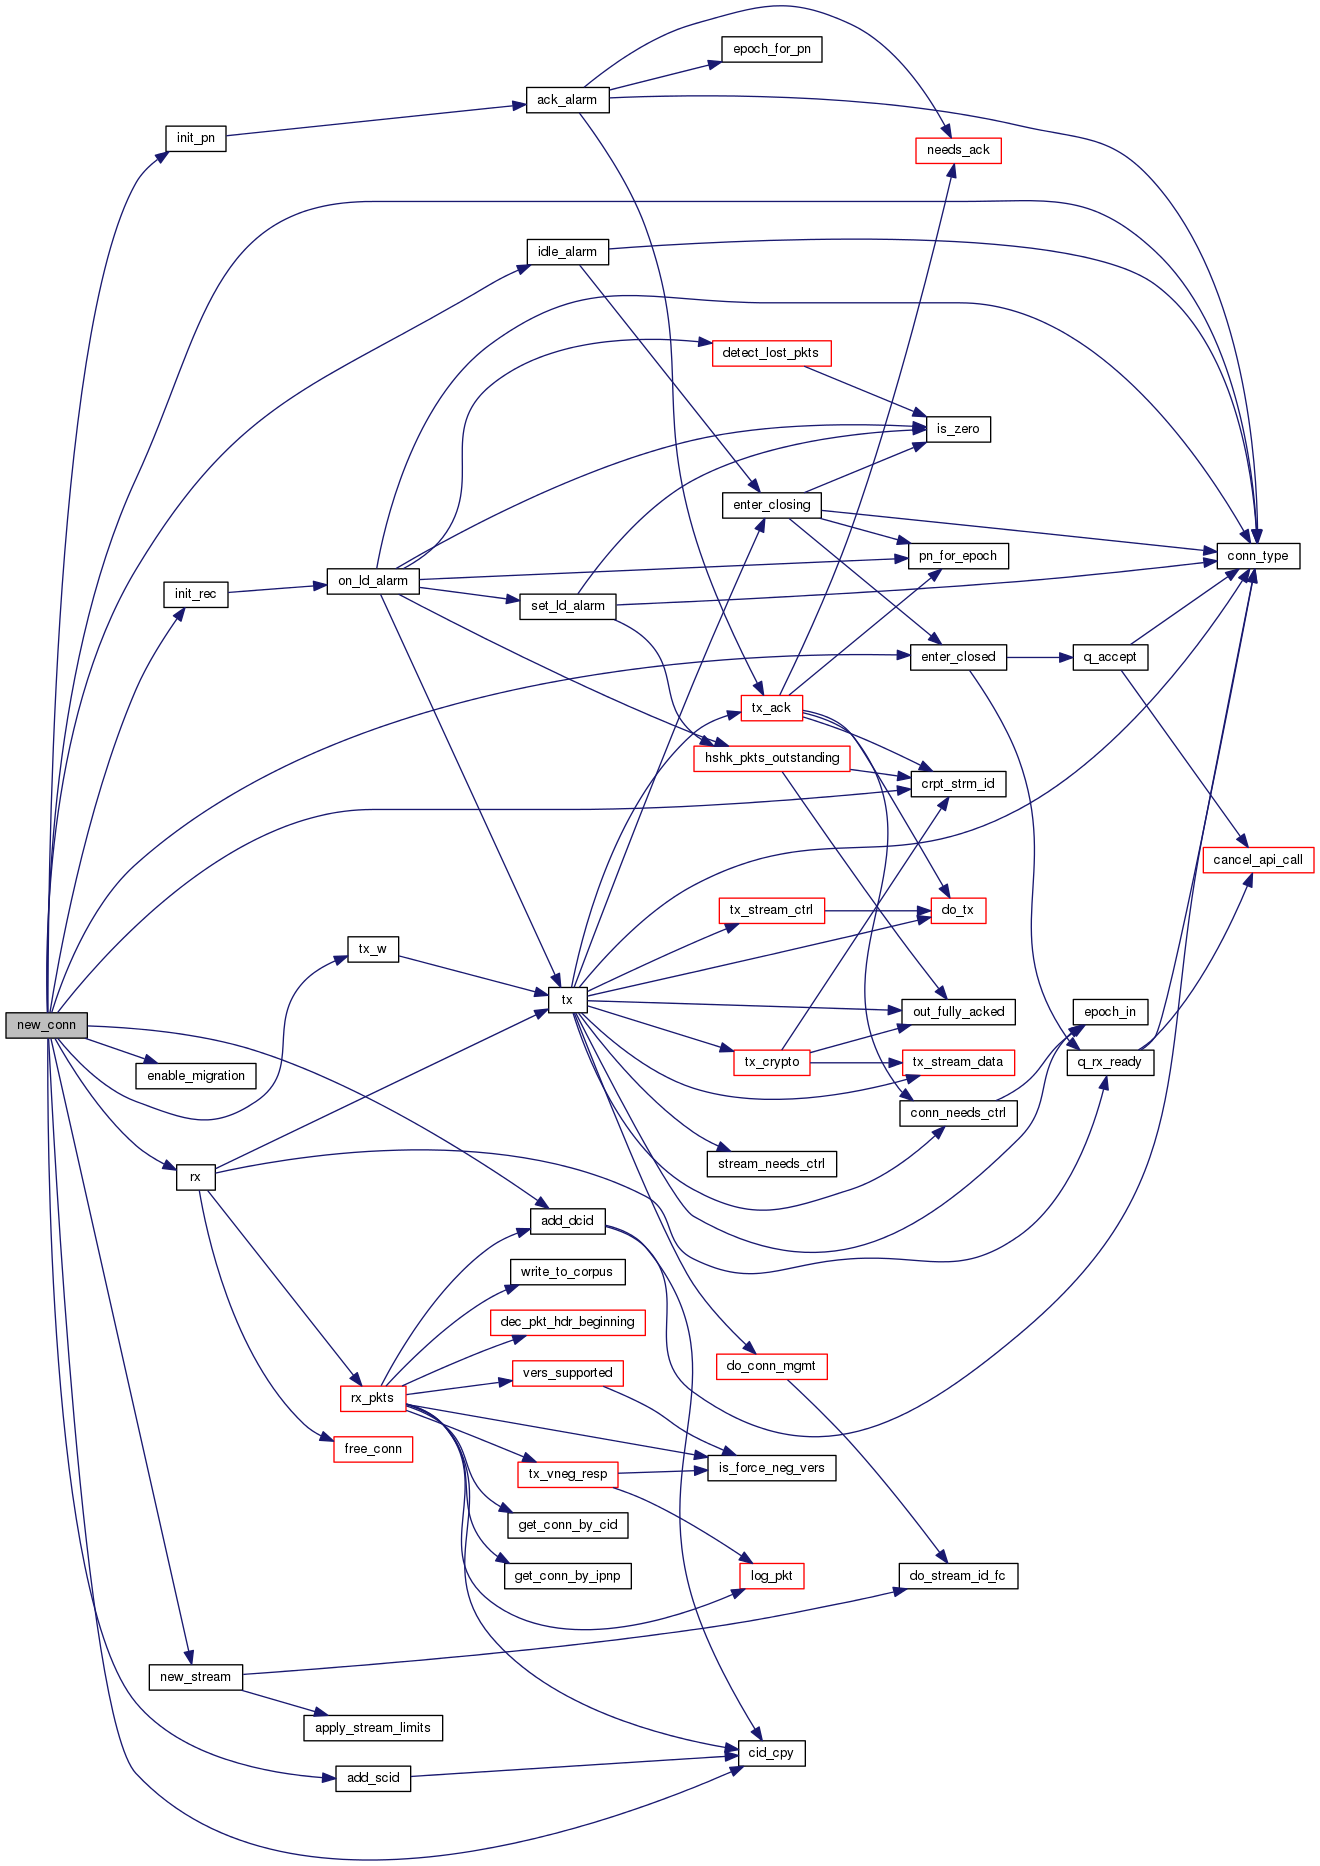 epoch_for_pn
ack_alarm
init_pn
needs_ack
idle_alarm
detect_lost_pkts
is_zero
enter_closing
conn_type
pn_for_epoch
on_ld_alarm
init_rec
set_ld_alarm
enter_closed
q_accept
tx_ack
hshk_pkts_outstanding
crpt_strm_id
cancel_api_call
tx_stream_ctrl
do_tx
tx_w
tx
out_fully_acked
epoch_in
new_conn
tx_crypto
tx_stream_data
q_rx_ready
enable_migration
conn_needs_ctrl
stream_needs_ctrl
rx
add_dcid
write_to_corpus
dec_pkt_hdr_beginning
do_conn_mgmt
vers_supported
rx_pkts
free_conn
is_force_neg_vers
tx_vneg_resp
get_conn_by_cid
get_conn_by_ipnp
log_pkt
do_stream_id_fc
new_stream
apply_stream_limits
cid_cpy
add_scid